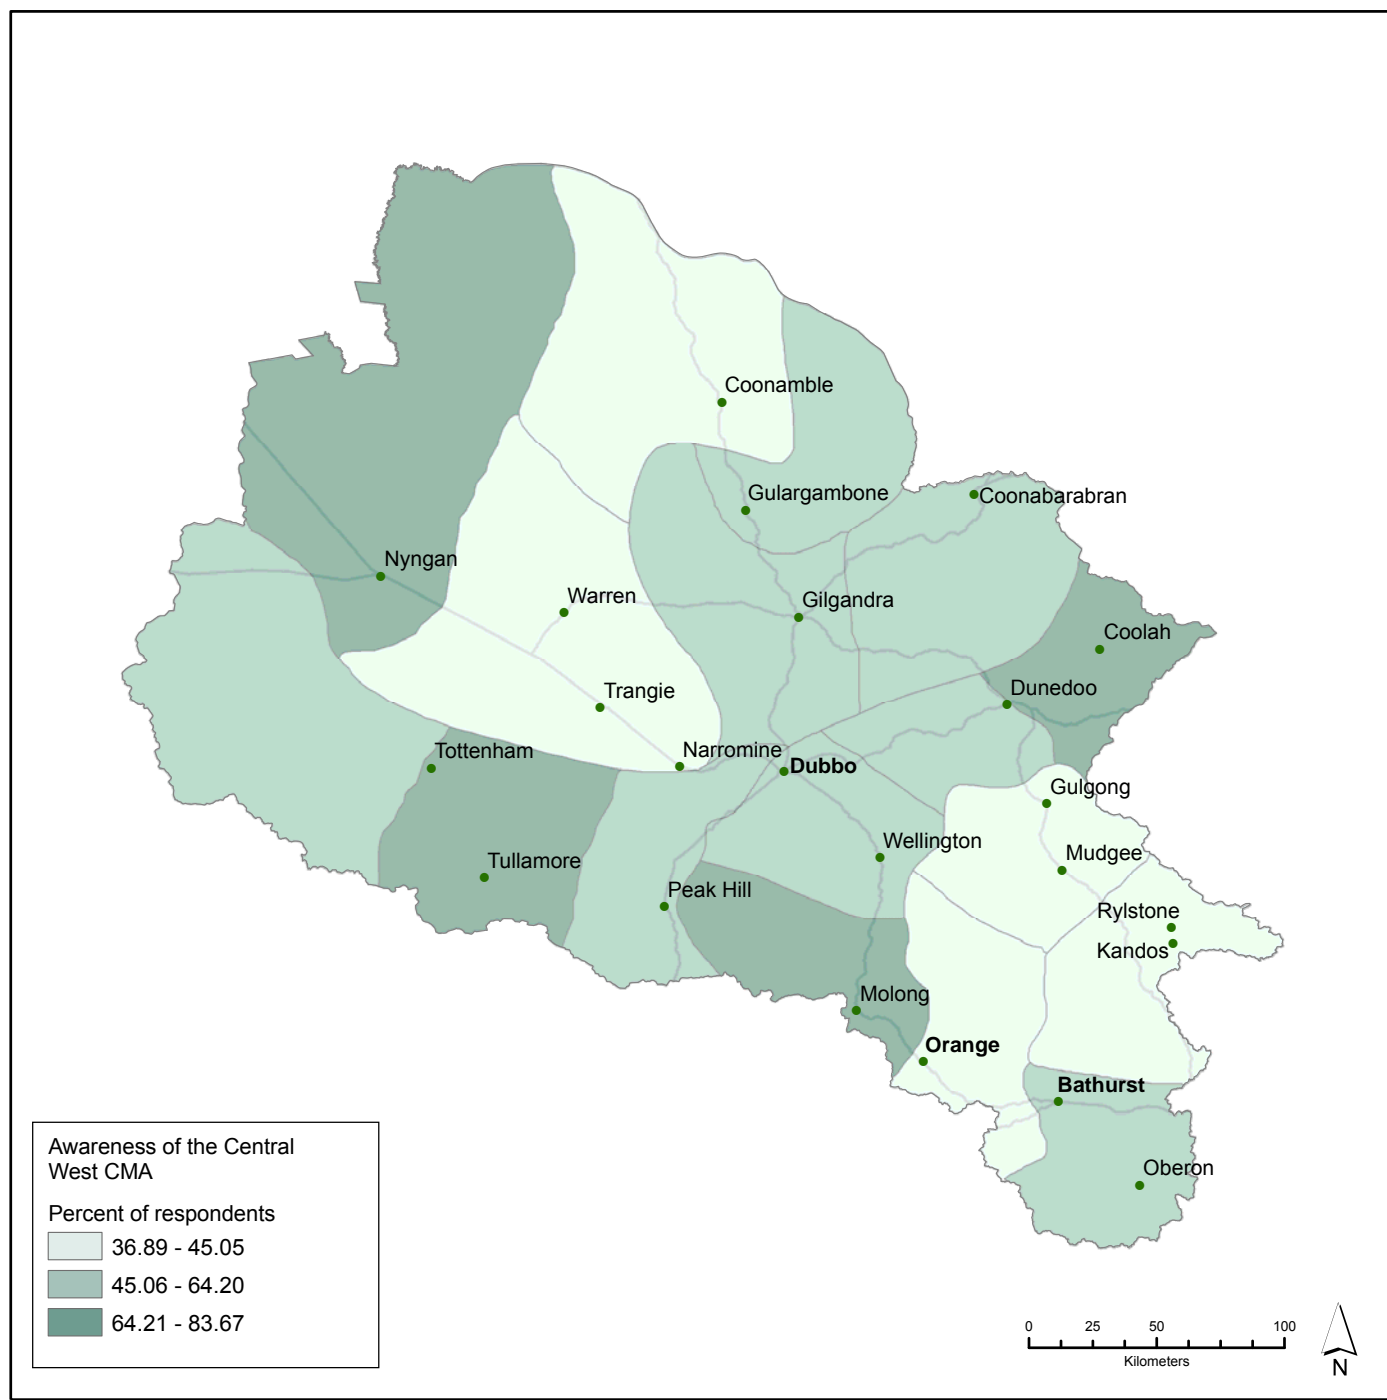 Coonamble
Gulargambone
Coonabarabran
Nyngan
Warren
Gilgandra
Coolah
Trangie
Dunedoo
Tottenham
Narromine
Dubbo
Gulgong
Wellington
Mudgee
Tullamore
Peak Hill
Rylstone
Kandos
Molong
Orange
Bathurst
Oberon
Awareness of the Central
West CMA
Percent of respondents
36.89 - 45.05
45.06 - 64.20
64.21 - 83.67
0 25 50 100
Kilometers
N